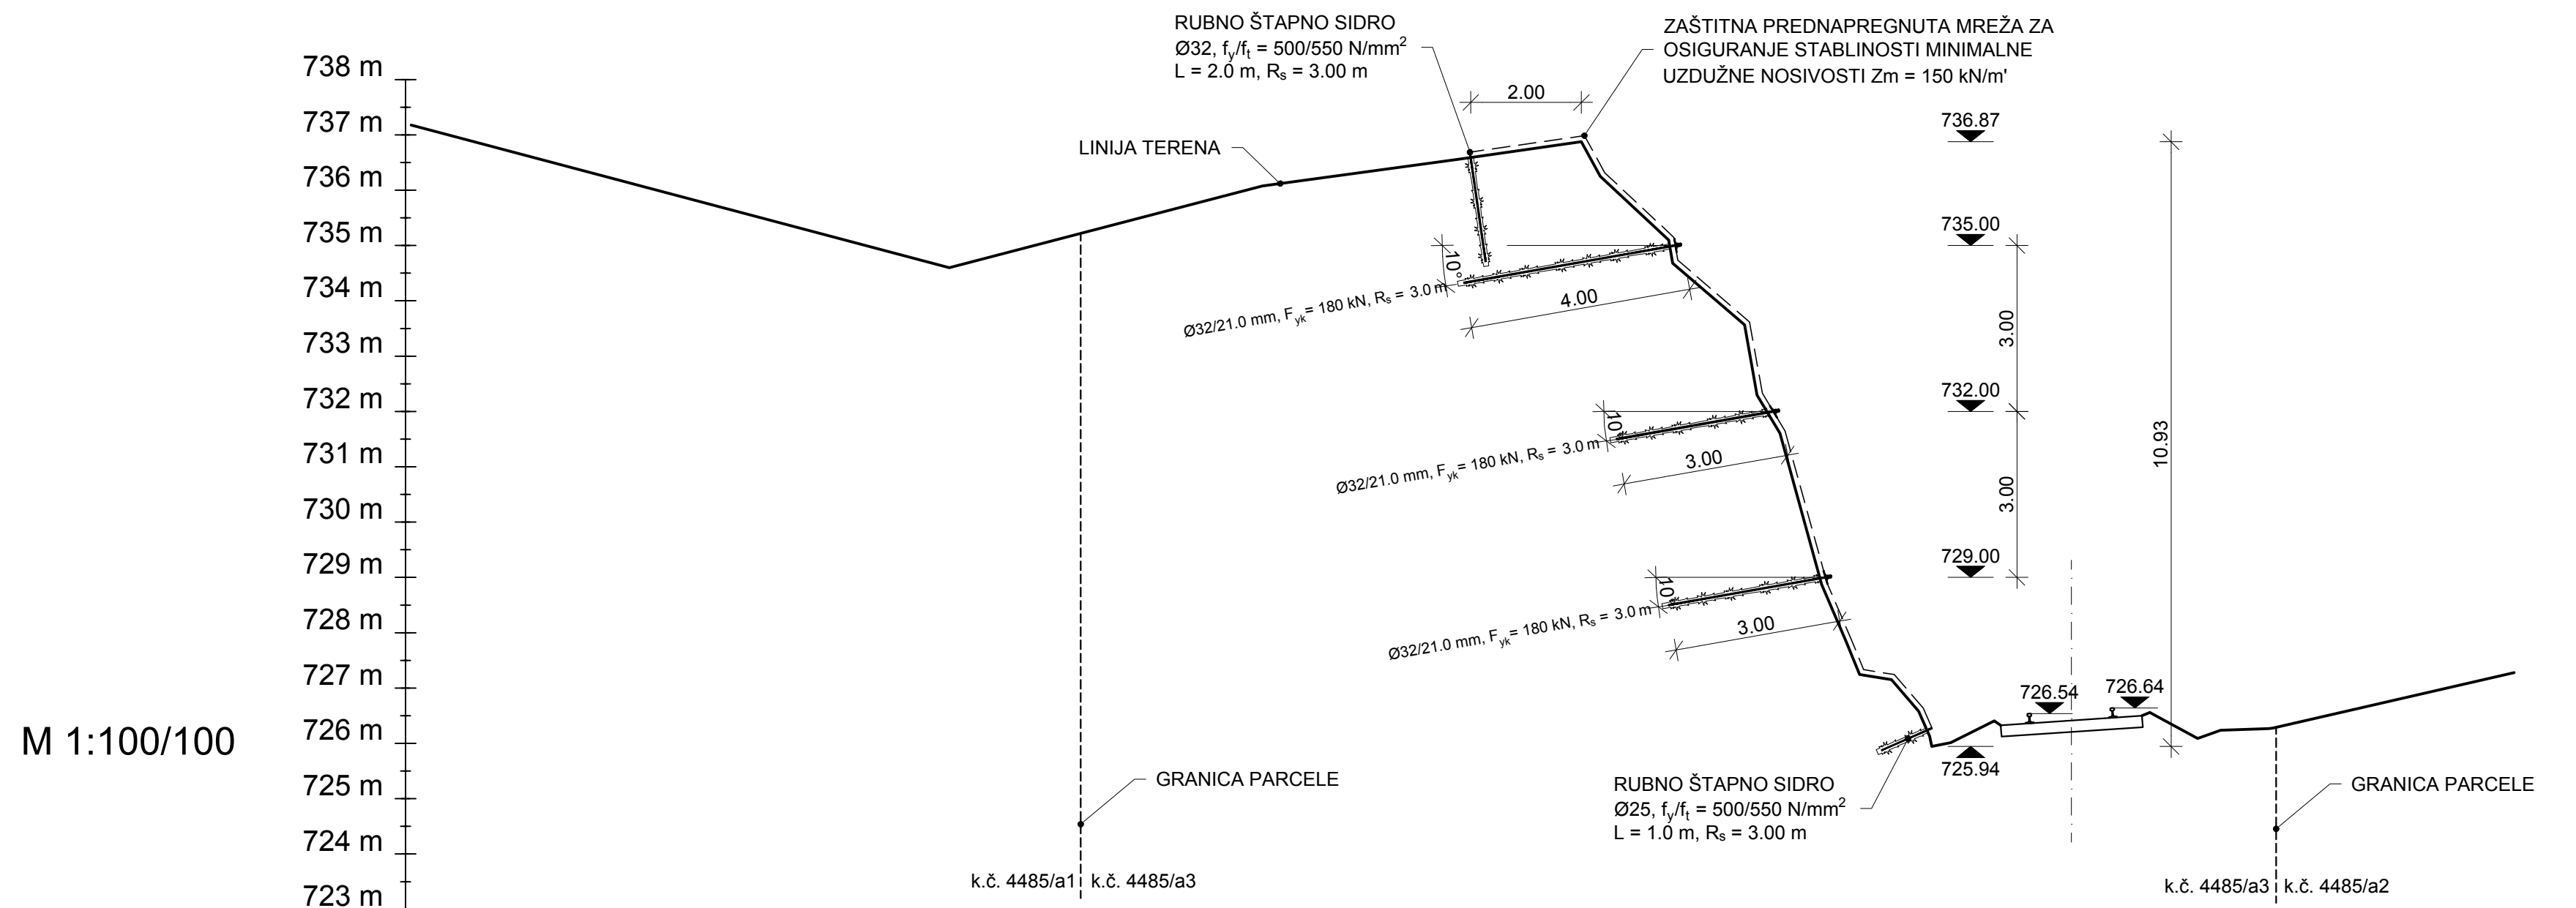 RUBNO ŠTAPNO SIDRO
Ø32, fy/ft = 500/550 N/mm²
L = 2.0 m, Rs = 3.00 m
ZAŠTITNA PREDNAPREGNUTA MREŽA ZA
OSIGURANJE STABLINOSTI MINIMALNE
UZDUŽNE NOSIVOSTI Zm = 150 kN/m'
738 m
737 m
736 m
735 m
734 m
733 m
732 m
731 m
730 m
729 m
728 m
727 m
726 m
725 m
724 m
723 m
M 1:100/100
LINIJA TERENA
2.00
736.87
735.00
732.00
729.00
725.94
3.00
3.00
10.93
10°
4.00
Ø32/21.0 mm, Fyk= 180 kN, Rs = 3.0 m
10
3.00
Ø32/21.0 mm, Fyk= 180 kN, Rs = 3.0 m
10
3.00
Ø32/21.0 mm, Fyk= 180 kN, Rs = 3.0 m
726.54
726.64
RUBNO ŠTAPNO SIDRO
Ø25, fy/ft = 500/550 N/mm²
L = 1.0 m, Rs = 3.00 m
GRANICA PARCELE
GRANICA PARCELE
k.č. 4485/a1
k.č. 4485/a3
k.č. 4485/a3
k.č. 4485/a2